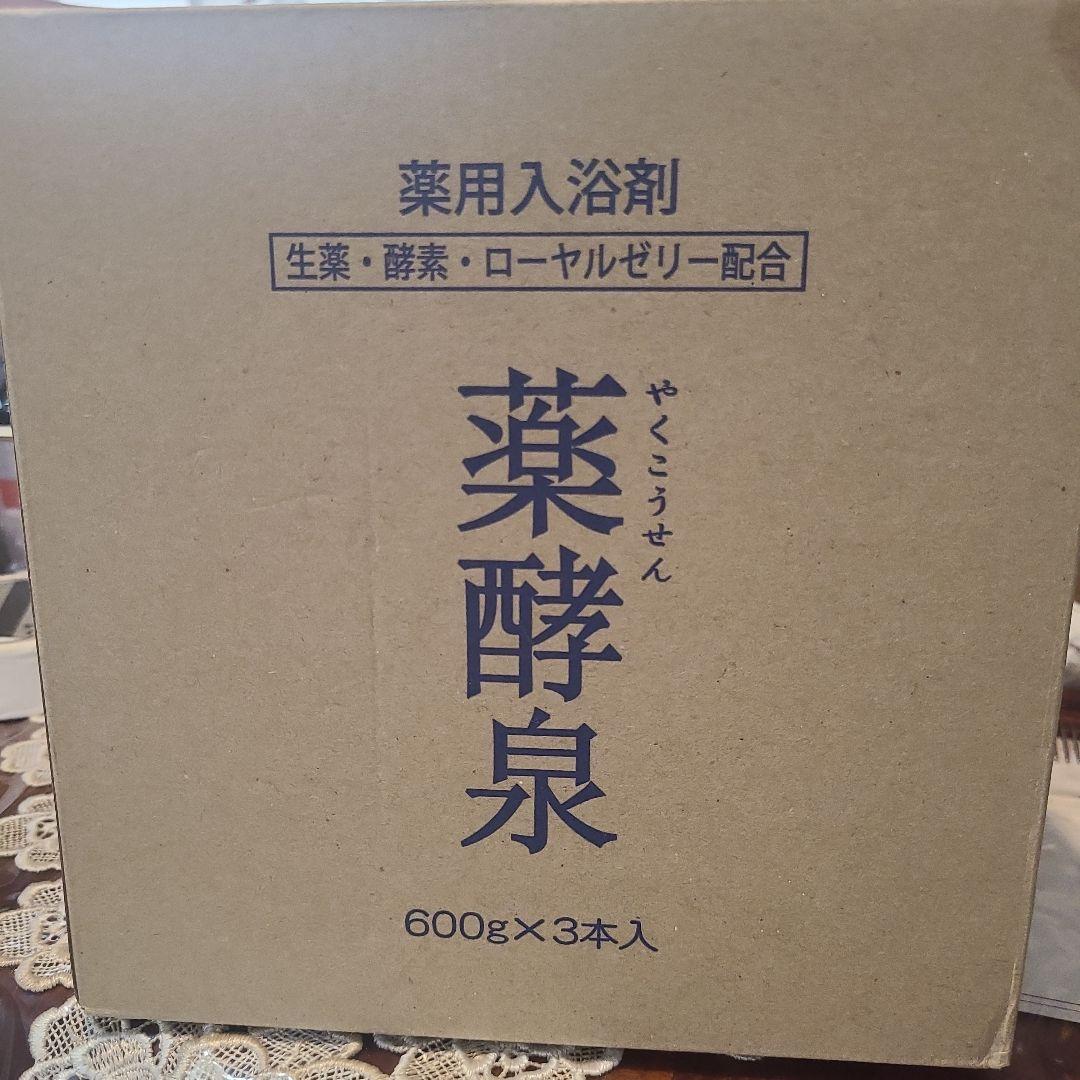 薬用入浴剤
生薬・酵素・ローヤルゼリー配合
薬酵泉
やくこうせん
600g×3本入